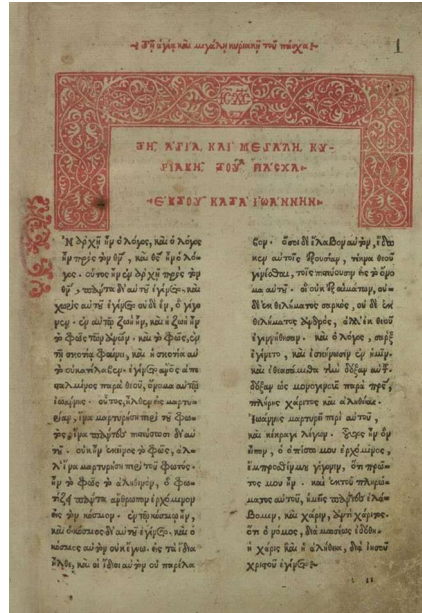 Τῇ ἁγίᾳ καὶ μεγάλῃ κυριακῇ τοῦ πάσχα
1
ΤΗ ΑΓΙΑ ΚΑΙ ΜΕΓΑΛΗ ΚΥ-
ΡΙΑΚΗ ΤΟΥ ΠΑΣΧΑ
ΕΚ ΤΟΥ ΚΑΤΑ ΙΩΑΝΝΗΝ
Ἐν ἀρχῇ ἦν ὁ λόγος, καὶ ὁ λόγος
ἦν πρὸς τὸν θν, καὶ θς ἦν ὁ λό-
γος. οὗτος ἦν ἐν ἀρχῇ πρὸς τὸν
θν, πάντα δι' αὐτοῦ ἐγένετο, καὶ
χωρὶς αὐτοῦ ἐγένετο οὐδὲ ἕν, ὃ γέγο
νεν. ἐν αὐτῷ ζωὴ ἦν, καὶ ἡ ζωὴ ἦν
τὸ φῶς τῶν ἀνῶν. καὶ τὸ φῶς, ἐν
τῇ σκοτίᾳ φαίνει, καὶ ἡ σκοτία αὐ
τὸ οὐ κατέλαβεν. ἐγένετο ἀνος ἀπε
σταλμένος παρὰ θεοῦ, ὄνομα αὐτῷ
ἰωάννης. οὗτος, ἦλθεν εἰς μαρτυ-
ρίαν, ἵνα μαρτυρήσῃ περὶ τοῦ φω-
τὸς, ἵνα πάντες πιστεύσωσι δι' αὐ
τοῦ. οὐκ ἦν ἐκεῖνος τὸ φῶς, ἀλ-
λ' ἵνα μαρτυρήσῃ περὶ τοῦ φωτός.
ἦν τὸ φῶς τὸ ἀληθινὸν, ὃ φω-
τίζει πάντα ἄνθρωπον ἐρχόμενον
εἰς τὸν κόσμον. ἐν τῷ κόσμῳ ἦν,
καὶ ὁ κόσμος δι' αὐτοῦ ἐγένετο. καὶ ὁ
κόσμος αὐτὸν οὐκ ἔγνω. εἰς τὰ ἴδια
ἦλθε, καὶ οἱ ἴδιοι αὐτὸν οὐ παρέλα
βον. ὅσοι δὲ ἔλαβον αὐτὸν, ἔδω
κεν αὐτοῖς ἐξουσίαν, τέκνα θεοῦ
γενέσθαι, τοῖς πιστεύουσιν εἰς τὸ ὄνο
μα αὐτοῦ. οἳ οὐκ ἐξ αἱμάτων, οὐ-
δὲ ἐκ θελήματος σαρκὸς, οὐδὲ ἐκ
θελήματος ἀνδρὸς, ἀλλ' ἐκ θεοῦ
ἐγεννήθησαν. καὶ ὁ λόγος, σὰρξ
ἐγένετο, καὶ ἐσκήνωσεν ἐν ἡμῖν.
καὶ ἐθεασάμεθα τὴν δόξαν αὐτοῦ.
δόξαν ὡς μονογενοῦς παρὰ πρς,
πλήρης χάριτος καὶ ἀληθείας.
ἰωάννης μαρτυρεῖ περὶ αὐτοῦ,
καὶ κέκραγε λέγων. οὗτος ἦν ὃν
εἶπον, ὁ ὀπίσω μου ἐρχόμενος,
ἔμπροσθέν μου γέγονεν, ὅτι πρῶ-
τός μου ἦν. καὶ ἐκ τοῦ πληρώ-
ματος αὐτοῦ, ἡμεῖς πάντες ἐλά-
βομεν, καὶ χάριν, ἀντὶ χάριτος.
ὅτι ὁ νόμος, διὰ μωσέως ἐδόθη.
ἡ χάρις καὶ ἡ ἀλήθεια, διὰ ἰησοῦ
χριστοῦ ἐγένετο